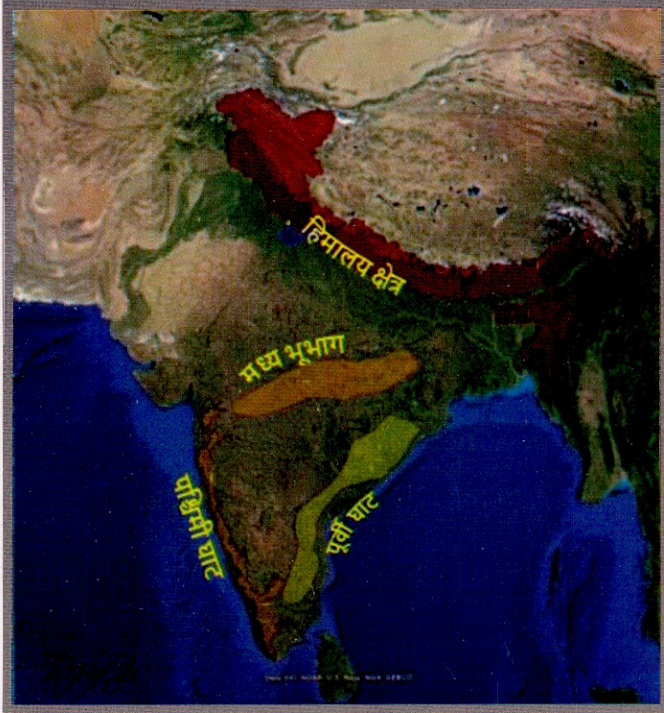 हिमालय क्षेत्र
मध्य भूभाग
पश्चिमी घाट
पूर्वी घाट